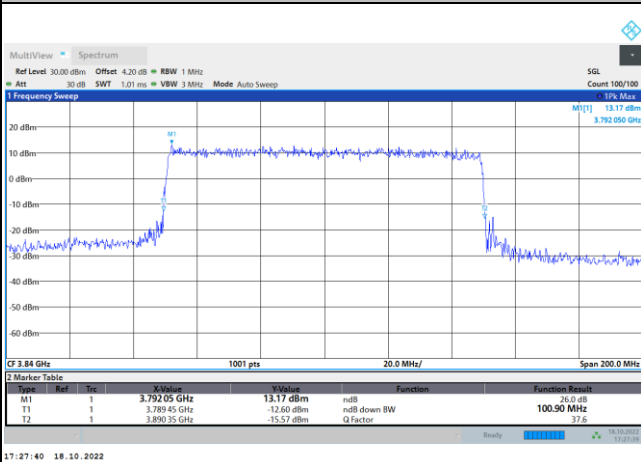 MultiView Spectrum
Ref Level 30.00 dBm Offset 4.20 dB RBW 1 MHz SGL
Att 30 dB SWT 1.01 ms VBW 3 MHz Mode Auto Sweep Count 100/100
1 Frequency Sweep 1Pk Max
M1[1] 13.17 dBm
3.792 050 GHz
20 dBm
M1
10 dBm
0 dBm
-10 dBm
T1 T2
-20 dBm
-30 dBm
-40 dBm
-50 dBm
-60 dBm
CF 3.84 GHz 1001 pts 20.0 MHz/ Span 200.0 MHz
2 Marker Table
Type Ref Trc X-Value Y-Value Function Function Result
M1 1 3.792 05 GHz 13.17 dBm ndB 26.0 dB
T1 1 3.789 45 GHz -12.60 dBm ndB down BW 100.90 MHz
T2 1 3.890 35 GHz -15.57 dBm Q Factor 37.6
Ready 18.10.2022
17:27:39
17:27:40 18.10.2022